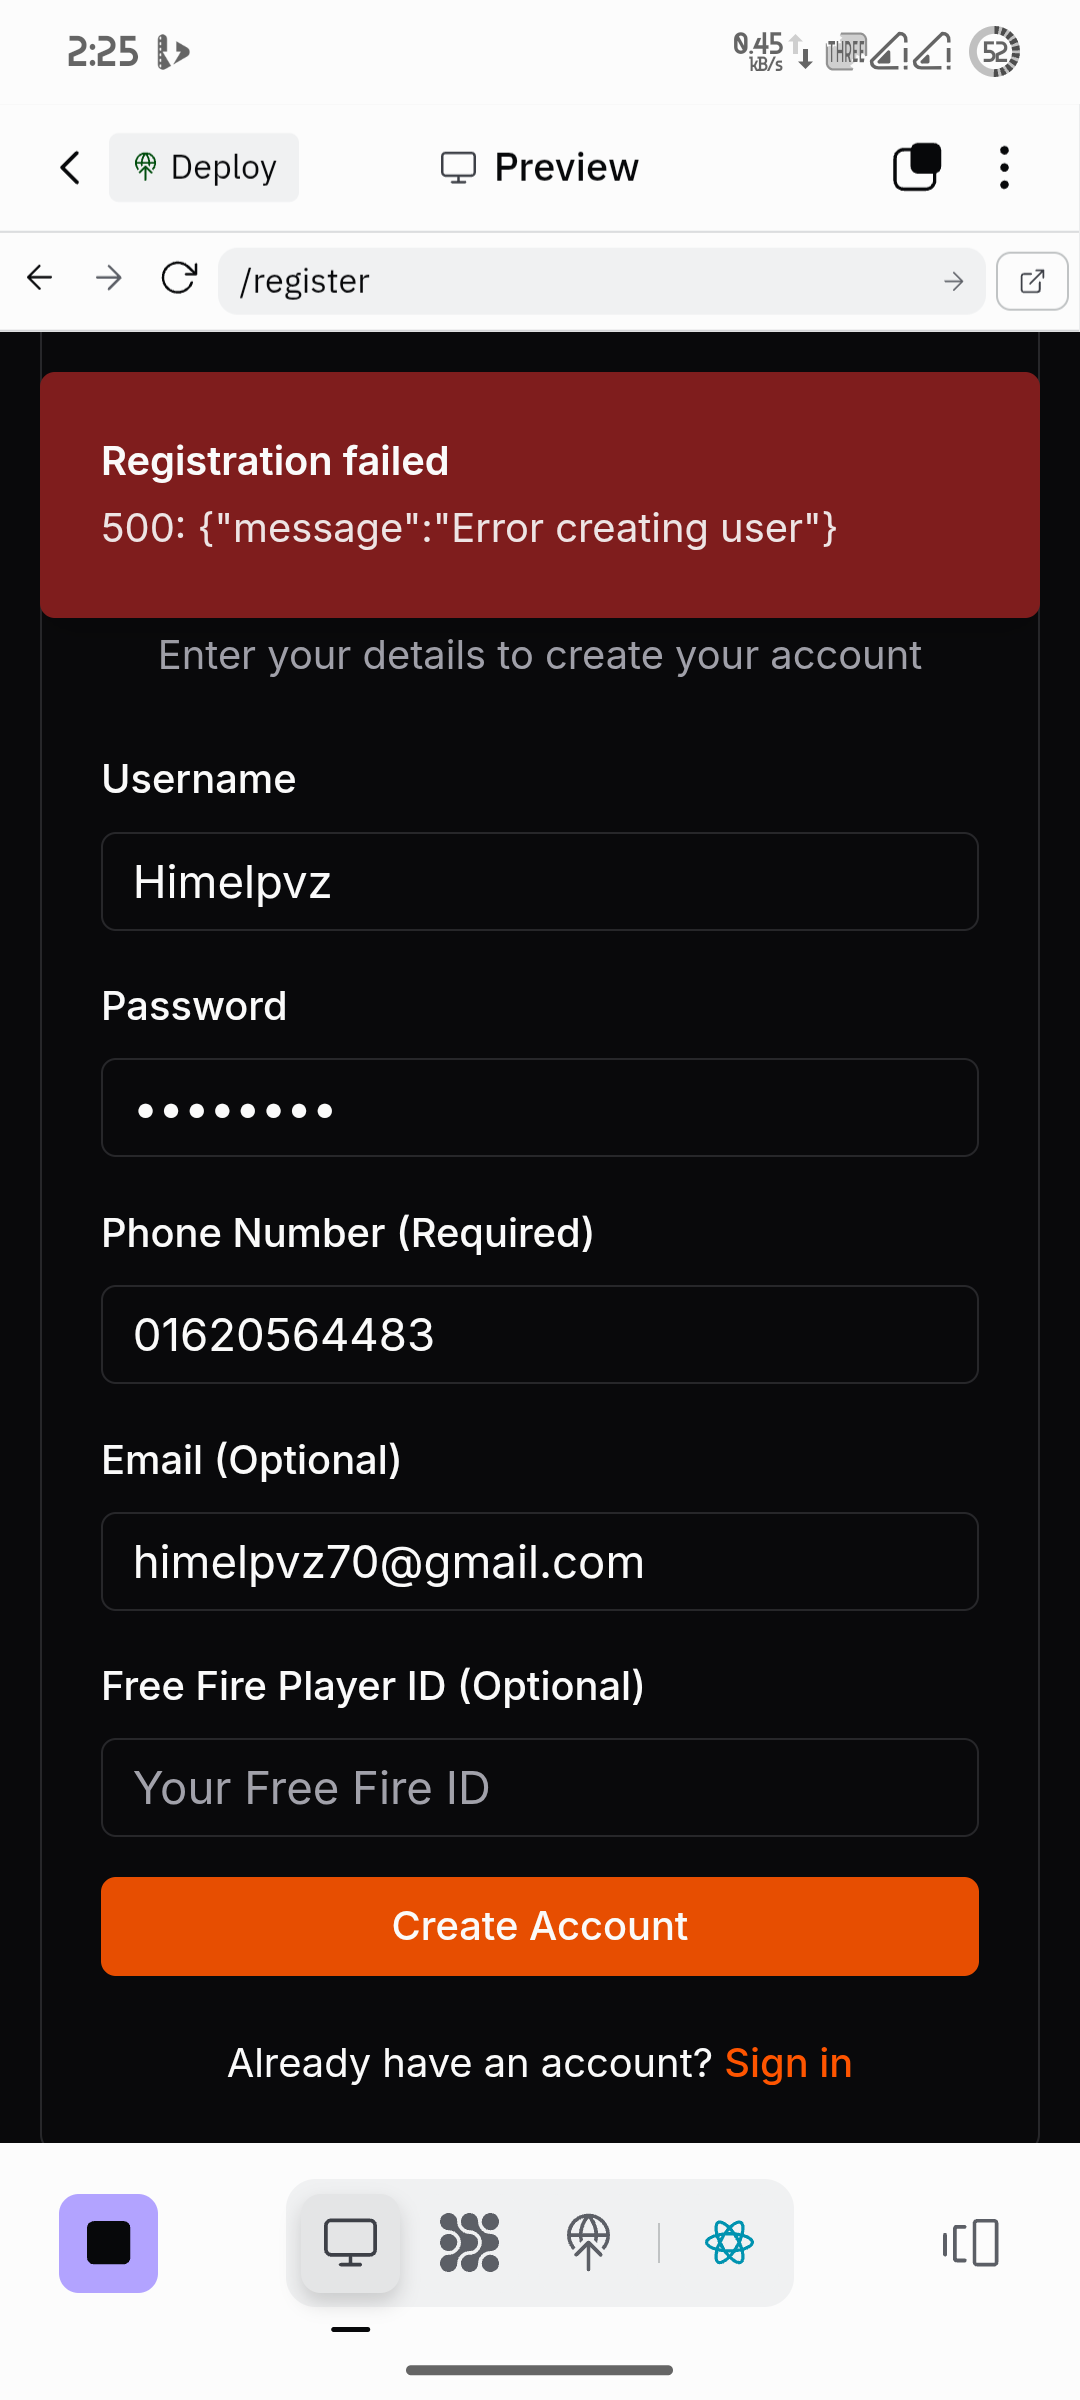 2:25
0.45
kB/s
THREE
52
Deploy
Preview
/register
Registration failed
500: {"message":"Error creating user"}
Enter your details to create your account
Username
Himelpvz
Password
Phone Number (Required)
01620564483
Email (Optional)
himelpvz70@gmail.com
Free Fire Player ID (Optional)
Your Free Fire ID
Create Account
Already have an account? Sign in